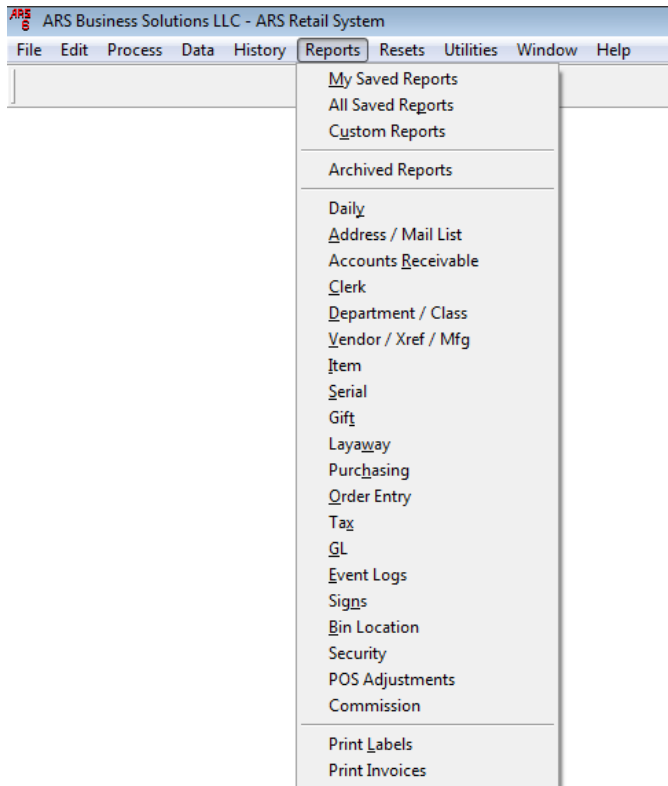 ARS
6
ARS Business Solutions LLC - ARS Retail System
File Edit Process Data History Reports Resets Utilities Window Help
My Saved Reports
All Saved Reports
Custom Reports
Archived Reports
Daily
Address / Mail List
Accounts Receivable
Clerk
Department / Class
Vendor / Xref / Mfg
Item
Serial
Gift
Layaway
Purchasing
Order Entry
Tax
GL
Event Logs
Signs
Bin Location
Security
POS Adjustments
Commission
Print Labels
Print Invoices